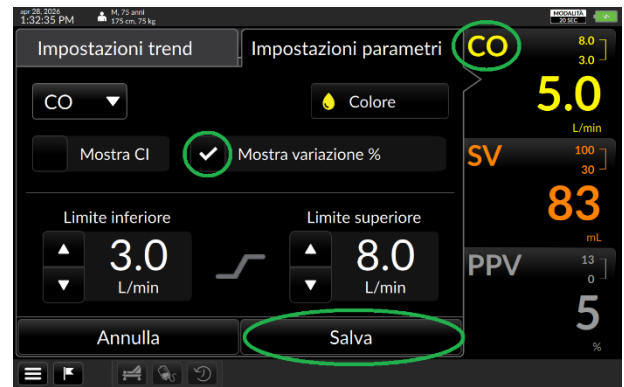 apr 28, 2026
1:32:35 PM
M, 75 anni
175 cm, 75 kg
MODALITÀ
20 SEC
Impostazioni trend
Impostazioni parametri
CO
Colore
Mostra CI
Mostra variazione %
Limite inferiore
Limite superiore
3.0
L/min
8.0
L/min
Annulla
Salva
CO
8.0
3.0
5.0
L/min
SV
100
30
83
mL
PPV
13
0
5
%